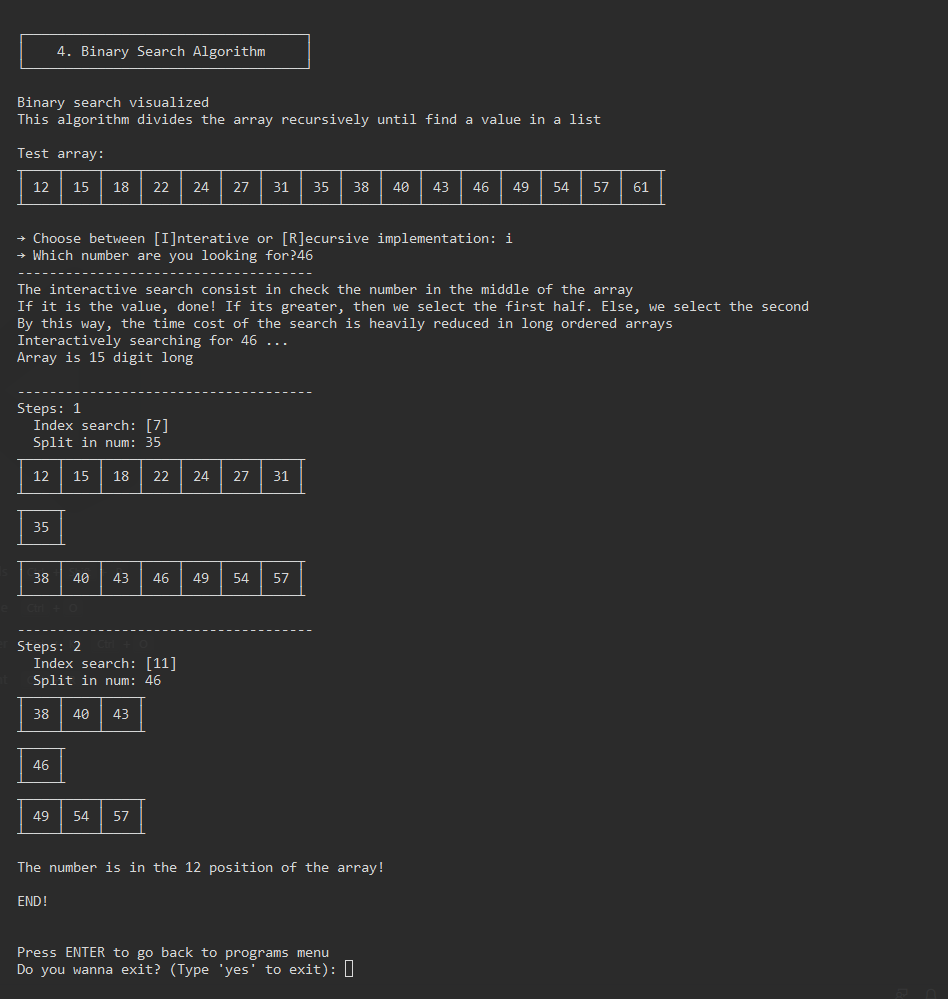 4. Binary Search Algorithm
Binary search visualized
This algorithm divides the array recursively until find a value in a list
Test array:
12 15 18 22 24 27 31 35 38 40 43 46 49 54 57 61
→ Choose between [I]nterative or [R]ecursive implementation: i
→ Which number are you looking for?46
-------------------------------------
The interactive search consist in check the number in the middle of the array
If it is the value, done! If its greater, then we select the first half. Else, we select the second
By this way, the time cost of the search is heavily reduced in long ordered arrays
Interactively searching for 46 ...
Array is 15 digit long
-------------------------------------
Steps: 1
Index search: [7]
Split in num: 35
12 15 18 22 24 27 31
35
38 40 43 46 49 54 57
-------------------------------------
Steps: 2
Index search: [11]
Split in num: 46
38 40 43
46
49 54 57
The number is in the 12 position of the array!
END!
Press ENTER to go back to programs menu
Do you wanna exit? (Type 'yes' to exit):